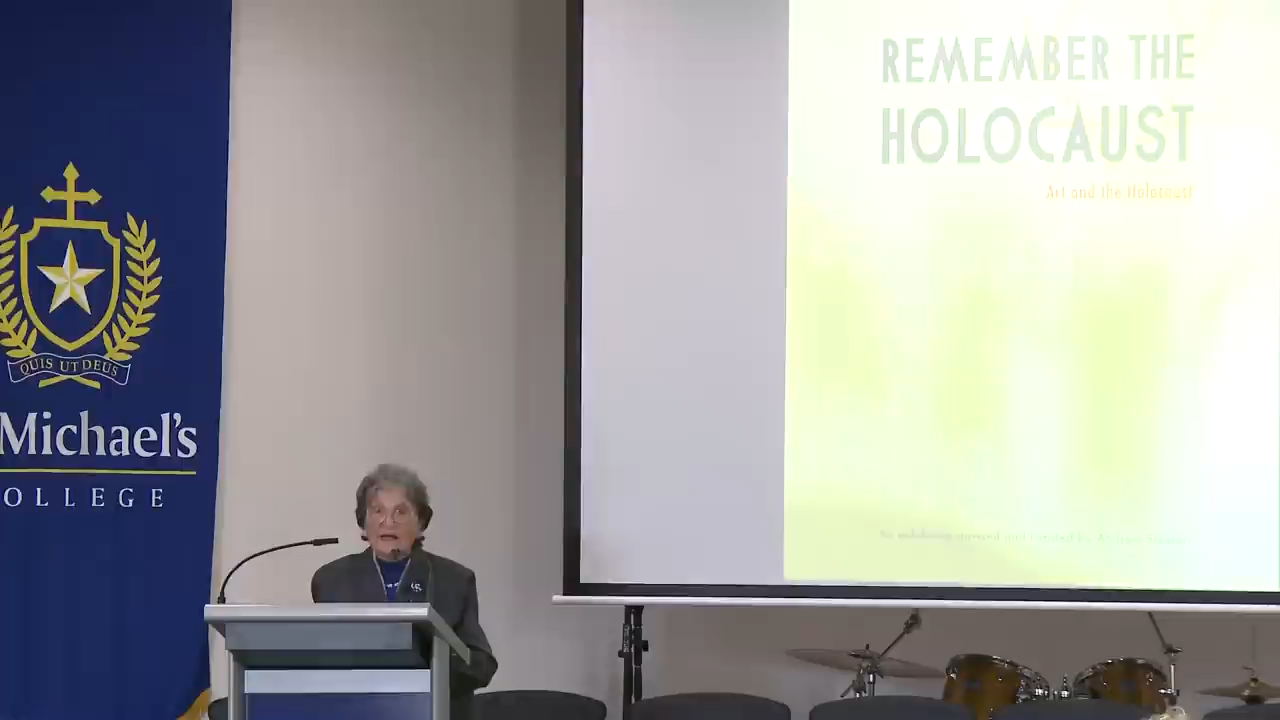 REMEMBER THE
HOLOCAUST
Art and the Holocaust
QUIS UT DEUS
Michael's
OLLEGE